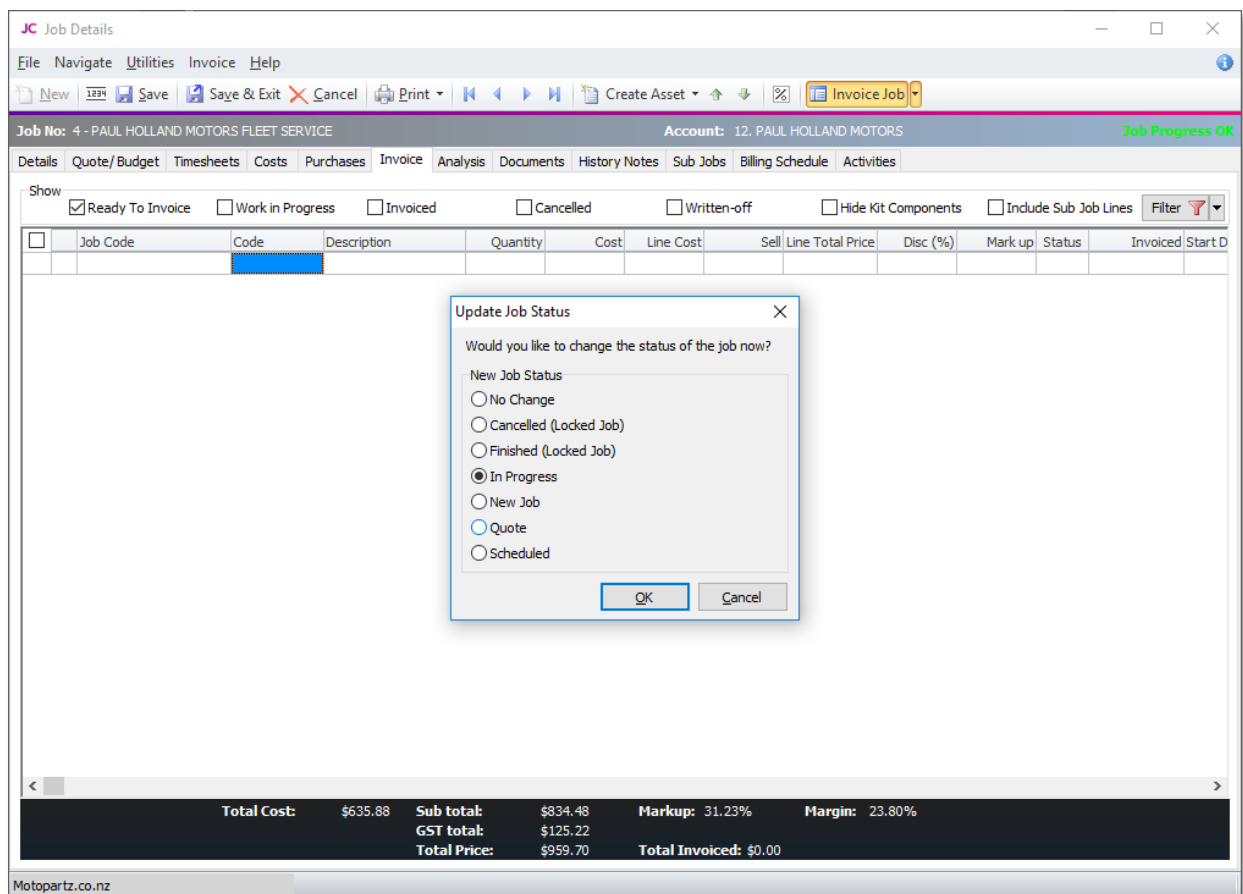 JC Job Details
File Navigate Utilities Invoice Help
New 1234 Save Save & Exit Cancel Print Create Asset % Invoice Job
Job No: 4 - PAUL HOLLAND MOTORS FLEET SERVICE Account: 12. PAUL HOLLAND MOTORS Job Progress OK
Details Quote/Budget Timesheets Costs Purchases Invoice Analysis Documents History Notes Sub Jobs Billing Schedule Activities
Show
Ready To Invoice Work in Progress Invoiced Cancelled Written-off Hide Kit Components Include Sub Job Lines Filter
Job Code Code Description Quantity Cost Line Cost Sell Line Total Price Disc (%) Mark up Status Invoiced Start D
Update Job Status
Would you like to change the status of the job now?
New Job Status
No Change
Cancelled (Locked Job)
Finished (Locked Job)
In Progress
New Job
Quote
Scheduled
OK Cancel
Total Cost: $635.88 Sub total: $834.48 Markup: 31.23% Margin: 23.80%
GST total: $125.22
Total Price: $959.70 Total Invoiced: $0.00
Motopartz.co.nz